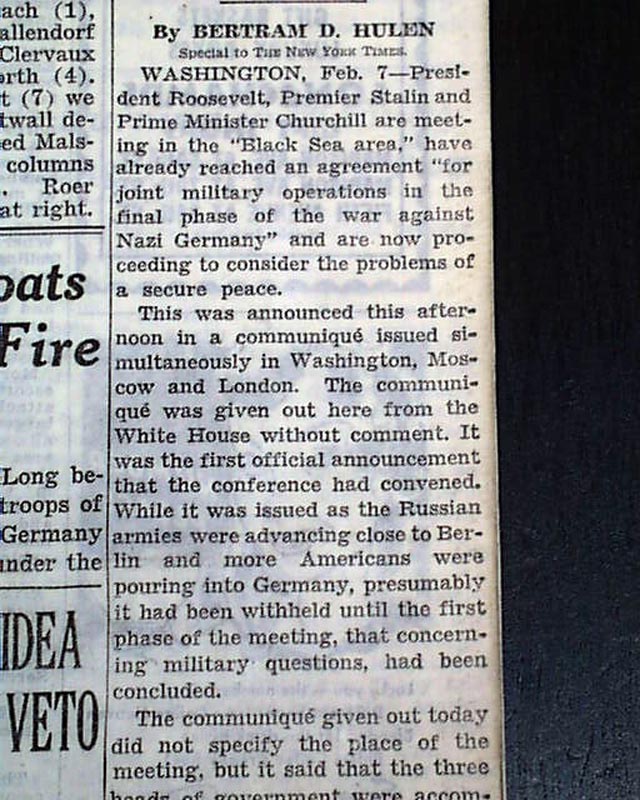 ach (1),
allendorf
Clervaux
orth (4).
t (7) we
twall de-
ed Mals-
columns
. Roer
at right.
oats
Fire
Long be-
troops of
Germany
under the
IDEA
VETO
By BERTRAM D. HULEN
Special to THE NEW YORK TIMES.
WASHINGTON, Feb. 7—Presi-
dent Roosevelt, Premier Stalin and
Prime Minister Churchill are meet-
ing in the "Black Sea area," have
already reached an agreement "for
joint military operations in the
final phase of the war against
Nazi Germany" and are now pro-
ceeding to consider the problems of
a secure peace.
This was announced this after-
noon in a communiqué issued si-
multaneously in Washington, Mos-
cow and London. The communi-
qué was given out here from the
White House without comment. It
was the first official announcement
that the conference had convened.
While it was issued as the Russian
armies were advancing close to Ber-
lin and more Americans were
pouring into Germany, presumably
it had been withheld until the first
phase of the meeting, that concern-
ing military questions, had been
concluded.
The communiqué given out today
did not specify the place of the
meeting, but it said that the three
heads of government were accom-